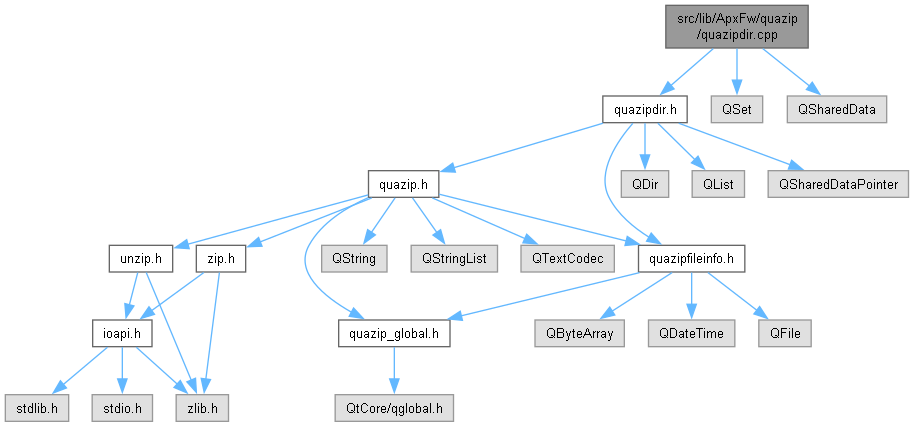 src/lib/ApxFw/quazip
/quazipdir.cpp
quazipdir.h
QSet
QSharedData
quazip.h
QDir
QList
QSharedDataPointer
unzip.h
zip.h
QString
QStringList
QTextCodec
quazipfileinfo.h
ioapi.h
quazip_global.h
QByteArray
QDateTime
QFile
stdlib.h
stdio.h
zlib.h
QtCore/qglobal.h